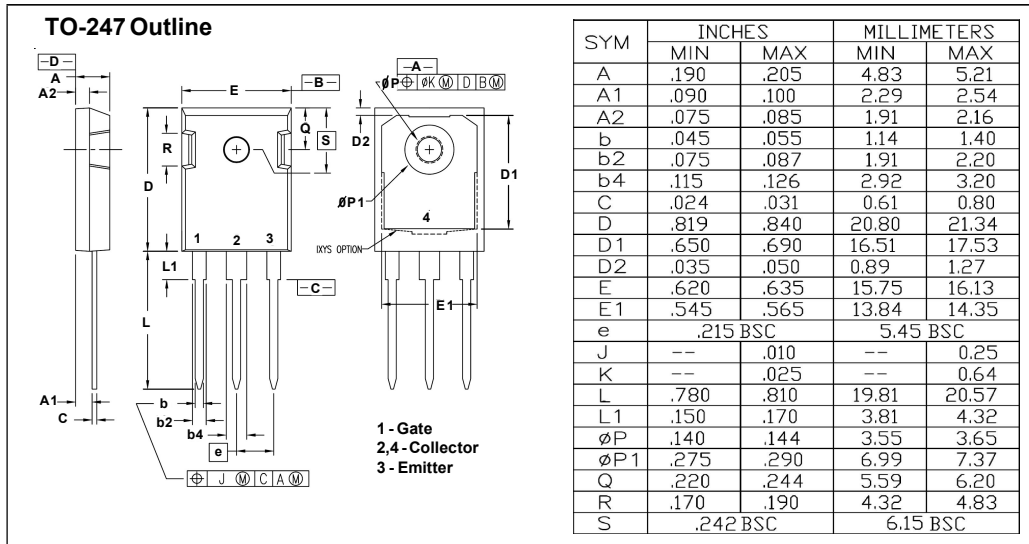 TO-247 Outline
D
A
A2
E
B
R
D
Q
S
1 2 3
L1
L
C
A1
C
b
b2
b4
e
⌖ J Ⓜ C A Ⓜ
A
øP ⌖ øK Ⓜ D B Ⓜ
D2
D1
øP1
4
IXYS OPTION
E1
1 - Gate
2,4 - Collector
3 - Emitter
SYM INCHES MILLIMETERS
MIN MAX MIN MAX
A .190 .205 4.83 5.21
A1 .090 .100 2.29 2.54
A2 .075 .085 1.91 2.16
b .045 .055 1.14 1.40
b2 .075 .087 1.91 2.20
b4 .115 .126 2.92 3.20
C .024 .031 0.61 0.80
D .819 .840 20.80 21.34
D1 .650 .690 16.51 17.53
D2 .035 .050 0.89 1.27
E .620 .635 15.75 16.13
E1 .545 .565 13.84 14.35
e .215 BSC 5.45 BSC
J -- .010 -- 0.25
K -- .025 -- 0.64
L .780 .810 19.81 20.57
L1 .150 .170 3.81 4.32
øP .140 .144 3.55 3.65
øP1 .275 .290 6.99 7.37
Q .220 .244 5.59 6.20
R .170 .190 4.32 4.83
S .242 BSC 6.15 BSC